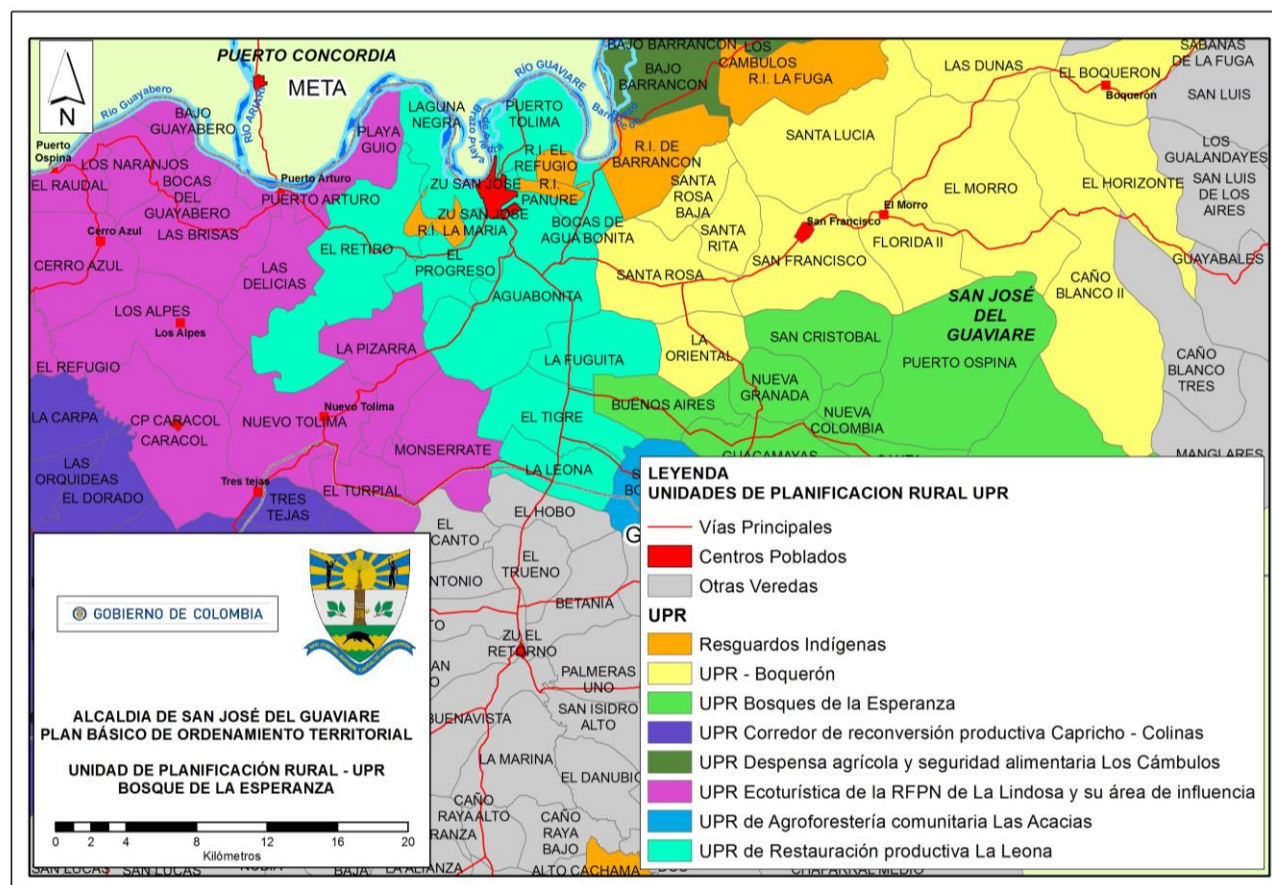 PUERTO CONCORDIA
META
N
Río Guayabero
RÍO GUAVIARE
BAJO
GUAYABERO
PLAYA
GUIO
LAGUNA
NEGRA
PUERTO
TOLIMA
BAJO BARRANCON
BAJO
BARRANCON
LOS
CAMBULOS
R.I. LA FUGA
LAS DUNAS
EL BOQUERON
Boquerón
SABANAS
DE LA FUGA
SAN LUIS
Puerto
Ospina
LOS NARANJOS
EL RAUDAL
BOCAS
DEL
GUAYABERO
Puerto Arturo
PUERTO ARTURO
LAS BRISAS
Cerro Azul
CERRO AZUL
LAS
DELICIAS
EL RETIRO
ZU SAN JOSÉ
ZU SAN JOSE
R.I. LA MARIA
R.I. EL
REFUGIO
R.I.
PANURE
EL
PROGRESO
BOCAS DE
AGUA BONITA
R.I. DE
BARRANCON
SANTA LUCIA
SANTA
ROSA
BAJA
SANTA
RITA
San Francisco
SAN FRANCISCO
El Morro
EL MORRO
FLORIDA II
EL HORIZONTE
LOS
GUALANDAYES
SAN LUIS
DE LOS
AIRES
GUAYABALES
SANTA ROSA
AGUABONITA
CAÑO
BLANCO II
SAN JOSÉ
DEL
GUAVIARE
LOS ALPES
Los Alpes
EL REFUGIO
LA PIZARRA
LA FUGUITA
LA
ORIENTAL
SAN CRISTOBAL
PUERTO OSPINA
CAÑO
BLANCO
TRES
NUEVA
GRANADA
BUENOS AIRES
NUEVA
COLOMBIA
GUACAMAYAS
MANGLARES
LA CARPA
CP CARACOL
CARACOL
Nuevo Tolima
NUEVO TOLIMA
EL TIGRE
MONSERRATE
LA LEONA
LAS
ORQUIDEAS
EL DORADO
Tres tejas
TRES
TEJAS
EL TURPIAL
EL HOBO
EL
CANTO
EL
TRUENO
ANTONIO
BETANIA
ZU EL
RETORNO
PALMERAS
UNO
BUENAVISTA
SAN ISIDRO
ALTO
LA MARINA
EL DANUBIO
CAÑO
RAYA ALTO
CAÑO
RAYA
BAJO
RANZA
ALTO CACHAMA
SAN LUCAS
SAN LUCAS
BAJA
LA ALIANZA
CHAPARRAL MEDIO
GOBIERNO DE COLOMBIA
ALCALDIA DE SAN JOSÉ DEL GUAVIARE
PLAN BÁSICO DE ORDENAMIENTO TERRITORIAL
UNIDAD DE PLANIFICACIÓN RURAL - UPR
BOSQUE DE LA ESPERANZA
0 2 4 8 12 16 20
Kilómetros
LEYENDA
UNIDADES DE PLANIFICACION RURAL UPR
Vías Principales
Centros Poblados
Otras Veredas
UPR
Resguardos Indígenas
UPR - Boquerón
UPR Bosques de la Esperanza
UPR Corredor de reconversión productiva Capricho - Colinas
UPR Despensa agrícola y seguridad alimentaria Los Cámbulos
UPR Ecoturística de la RFPN de La Lindosa y su área de influencia
UPR de Agroforestería comunitaria Las Acacias
UPR de Restauración productiva La Leona